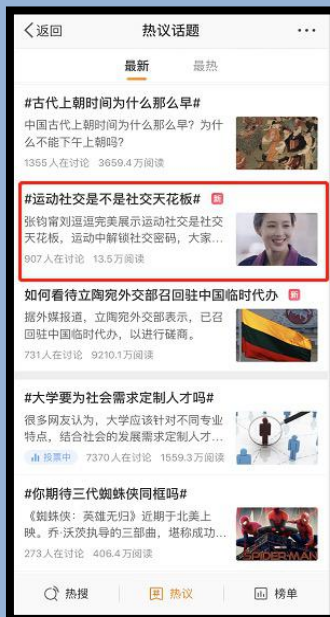 返回
热议话题
最新
最热
#古代上朝时间为什么那么早#
中国古代上朝时间为什么那么早？为什
么不能下午上朝吗？
1355人在讨论 3659.4万阅读
#运动社交是不是社交天花板# 新
张钧甯刘逗逗完美展示运动社交是社交
天花板，运动中解锁社交密码，大家...
907人在讨论 13.5万阅读
如何看待立陶宛外交部召回驻中国临时代办 新
据外媒报道，立陶宛外交部表示，已召
回驻中国临时代办，以进行磋商。
731人在讨论 9210.1万阅读
#大学要为社会需求定制人才吗#
很多网友认为，大学应该针对不同专业
特点，结合社会的发展需求定制人才...
投票中 7370人在讨论 1559.3万阅读
#你期待三代蜘蛛侠同框吗#
《蜘蛛侠：英雄无归》近期于北美上
映。乔·沃茨执导的三部曲，堪称成功...
273人在讨论 406.4万阅读
SPIDER-MAN
热搜
热议
榜单